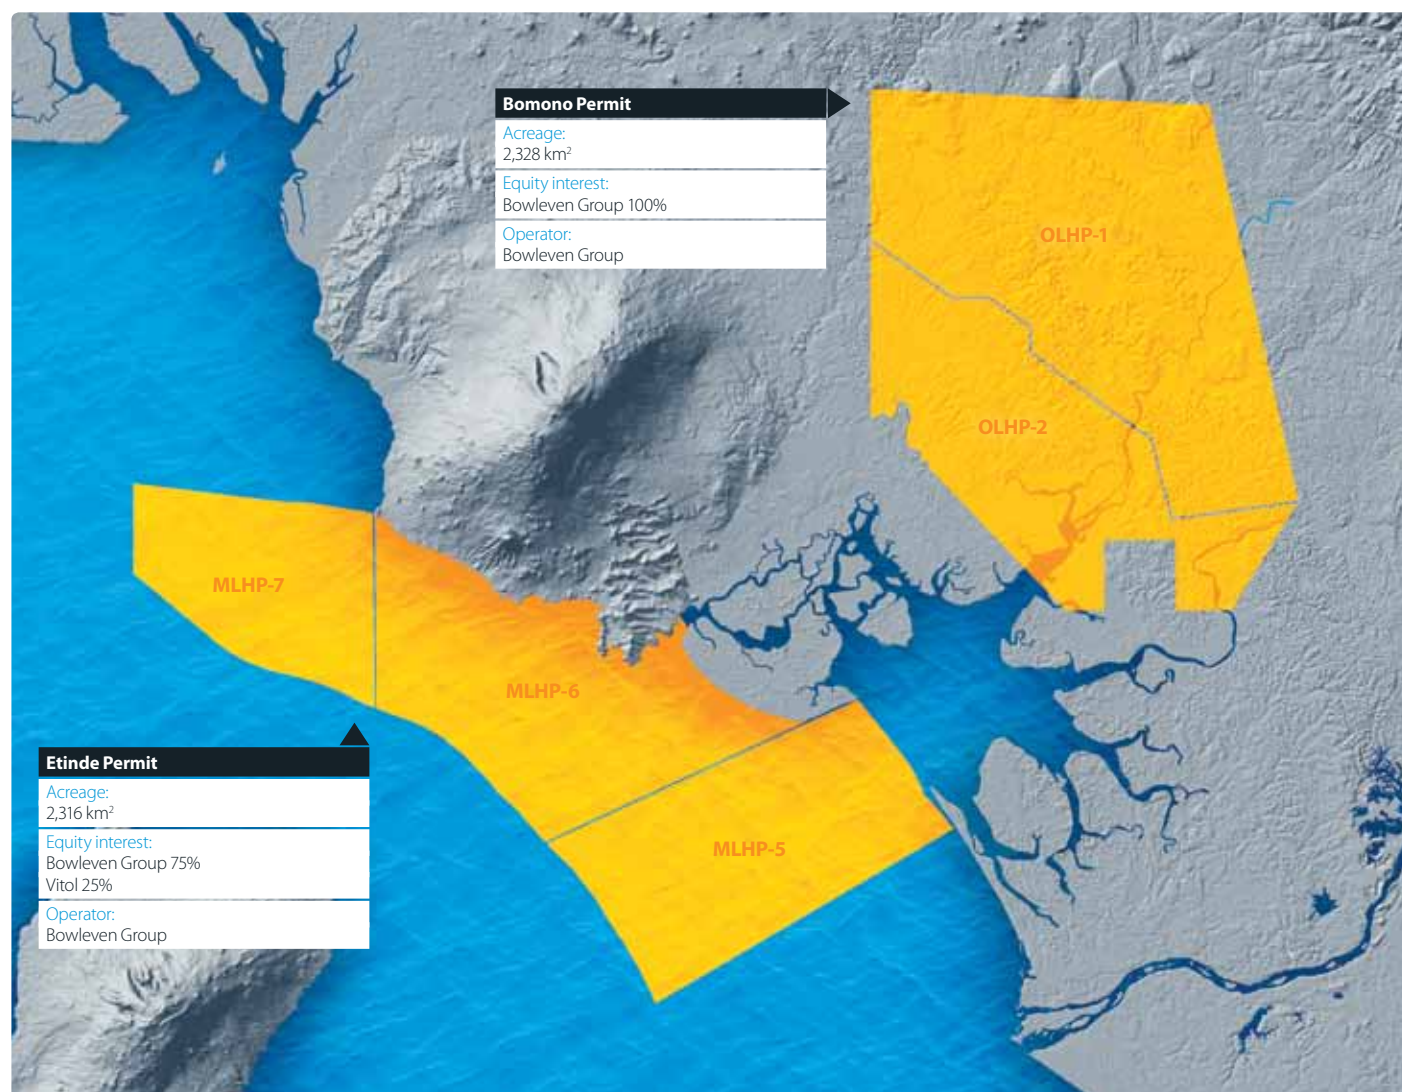 Bomono Permit
Acreage:
2,328 km²
Equity interest:
Bowleven Group 100%
Operator:
Bowleven Group
OLHP-1
OLHP-2
MLHP-7
MLHP-6
MLHP-5
Etinde Permit
Acreage:
2,316 km²
Equity interest:
Bowleven Group 75%
Vitol 25%
Operator:
Bowleven Group